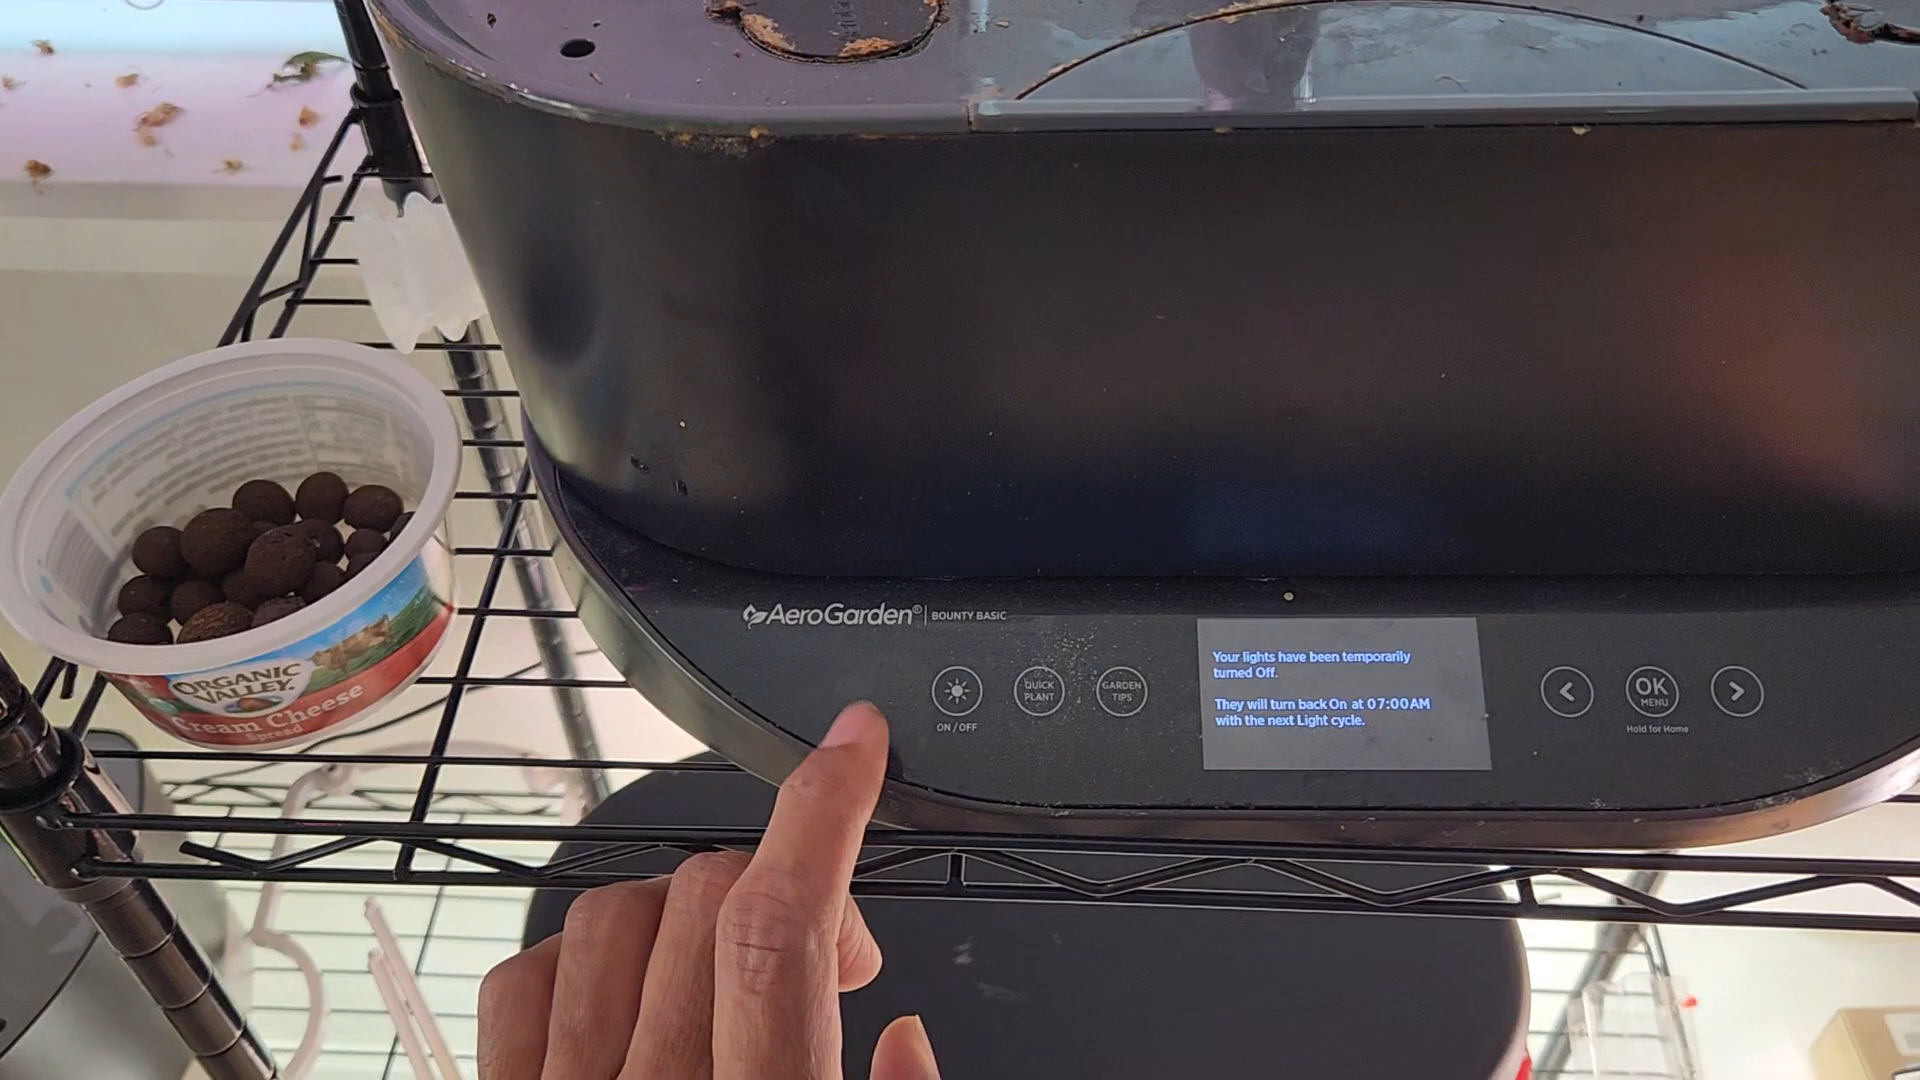 AeroGarden® | BOUNTY BASIC
ON / OFF
QUICK
PLANT
GARDEN
TIPS
Your lights have been temporarily
turned Off.
They will turn back On at 07:00AM
with the next Light cycle.
<
OK
MENU
>
Hold for Home
ORGANIC
VALLEY
Cream Cheese
Spread